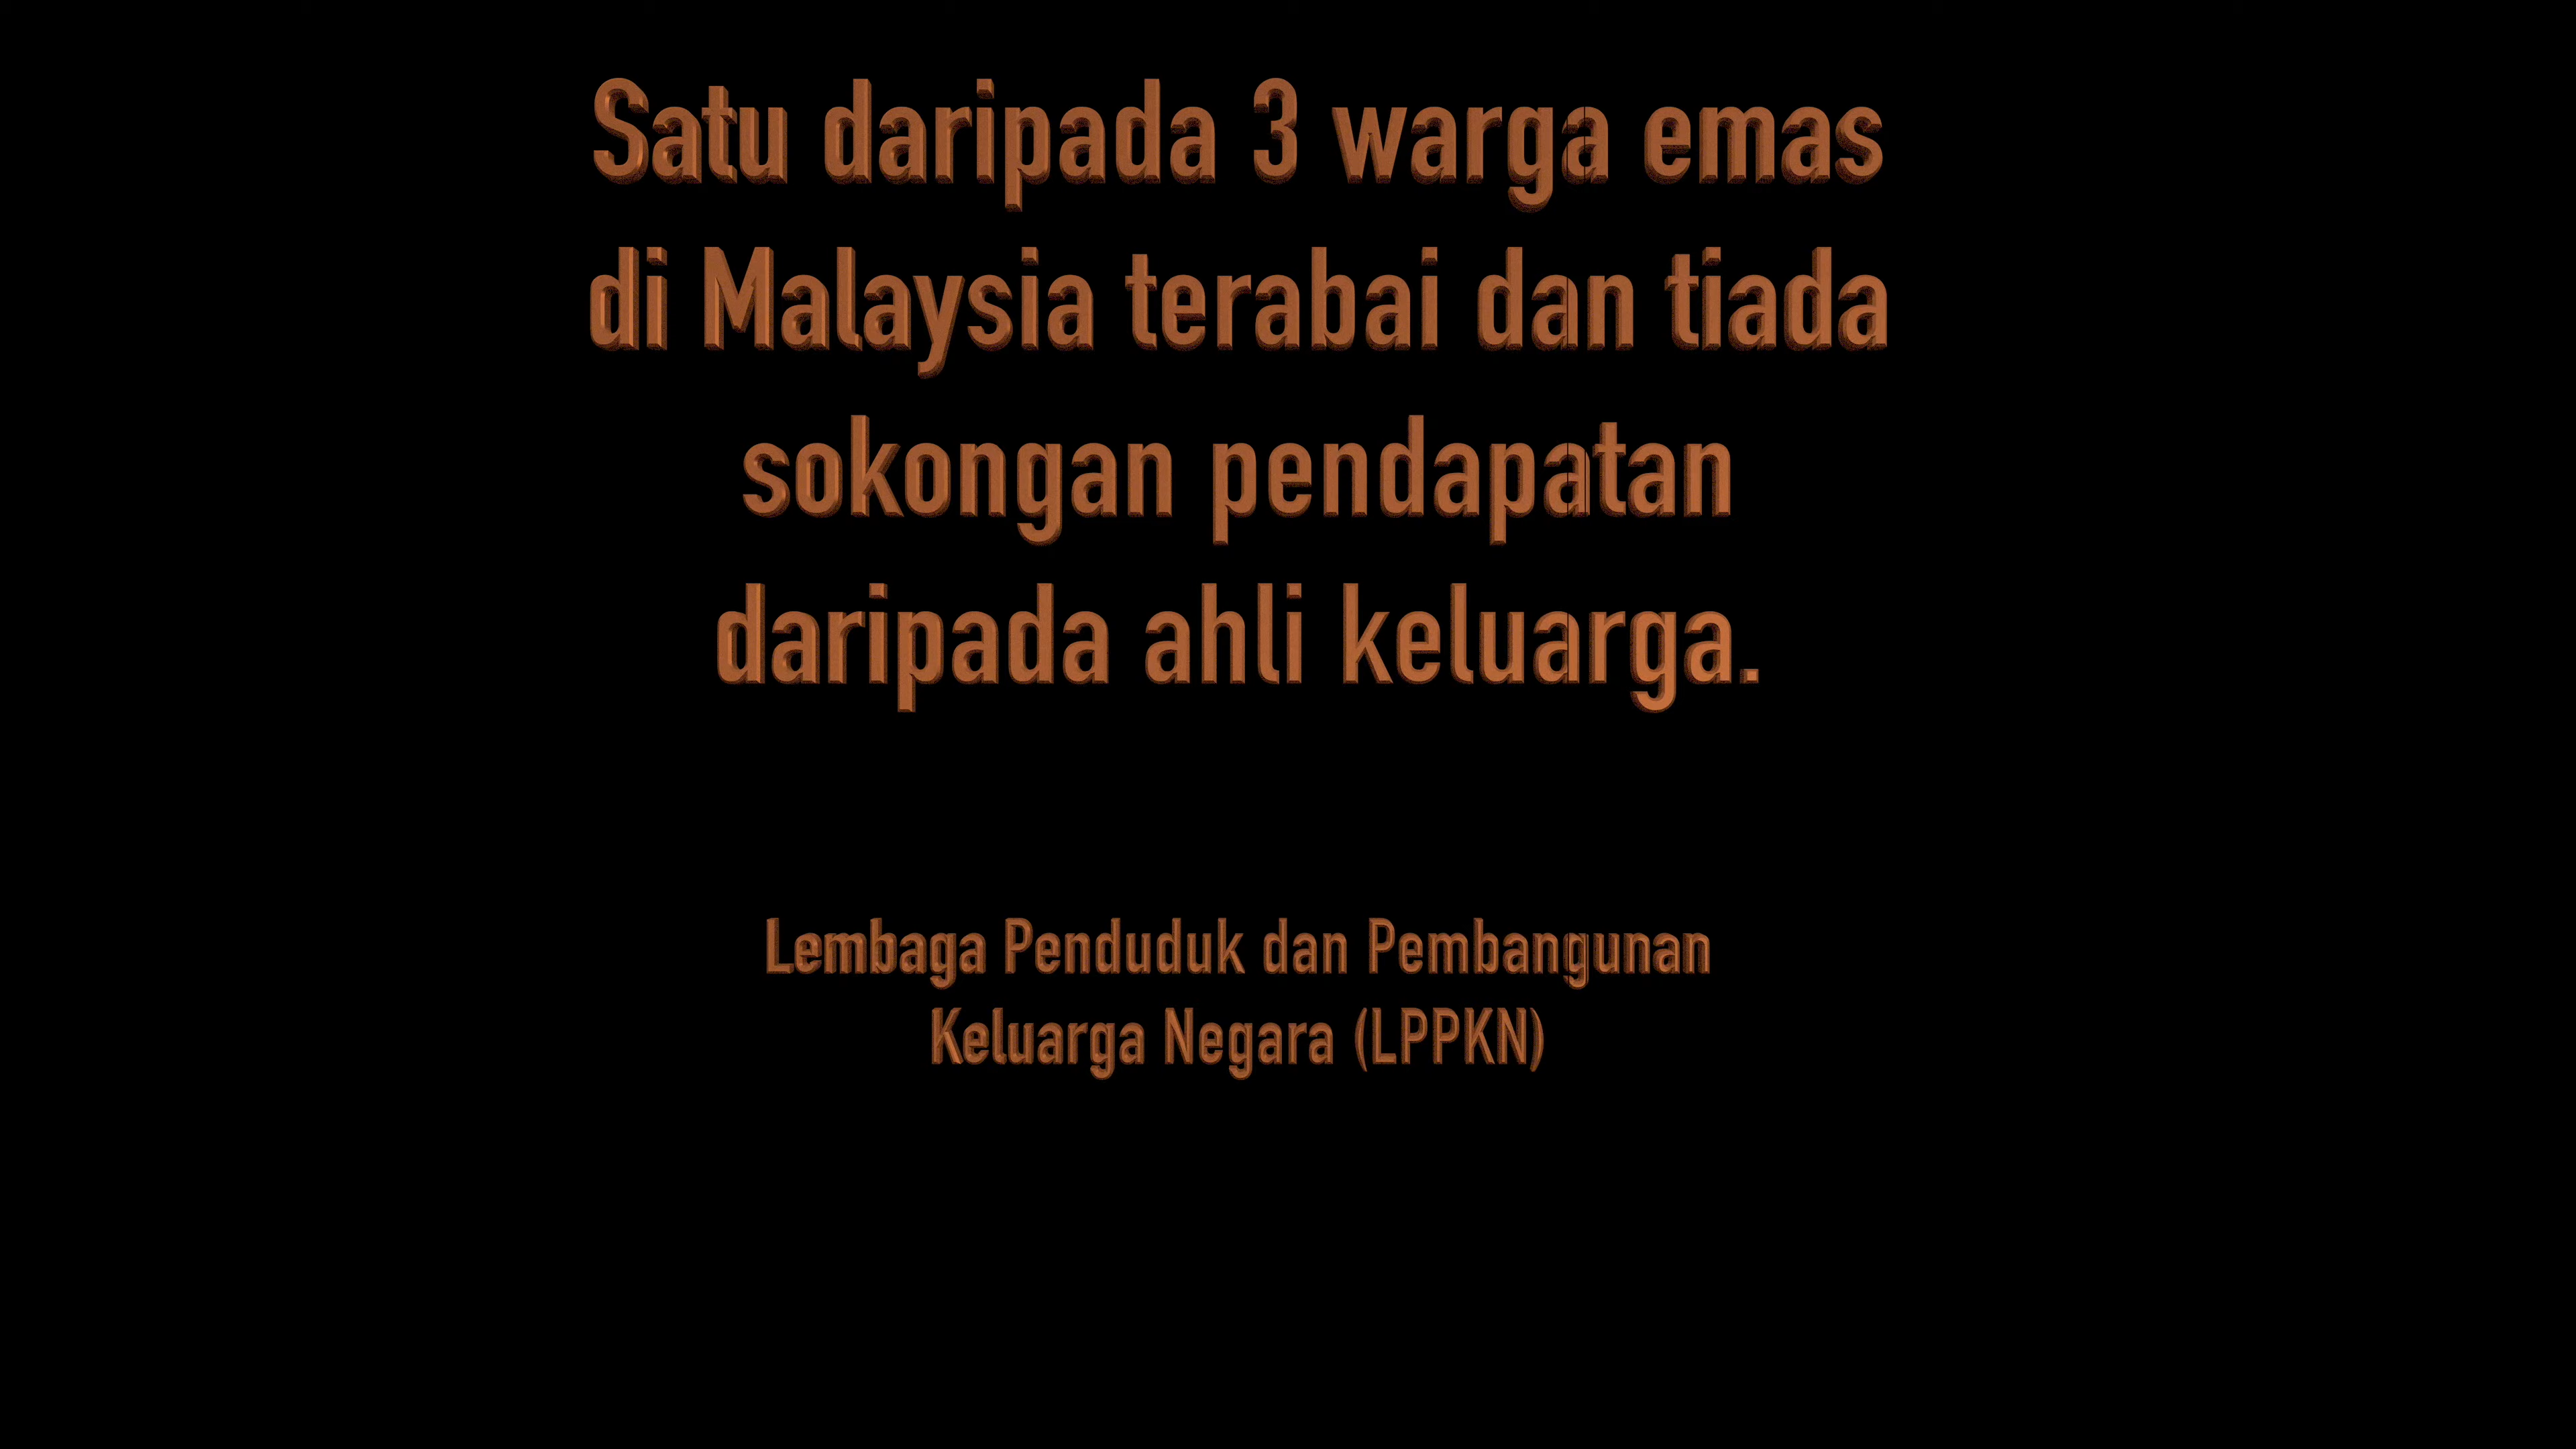 Satu daripada 3 warga emas
di Malaysia terabai dan tiada
sokongan pendapatan
daripada ahli keluarga.
Lembaga Penduduk dan Pembangunan
Keluarga Negara (LPPKN)